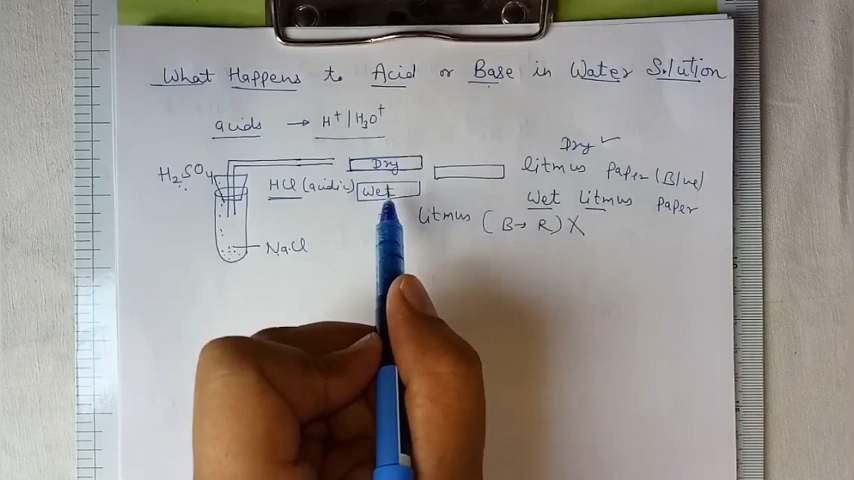 What Happens to Acid or Base in Water Solution
acids → H+ / H3O+
Dry ✓
H2SO4
Dry
Litmus Paper (Blue)
HCl (acidic)
Wet
Wet Litmus Paper
Litmus (B→ R) X
NaCl